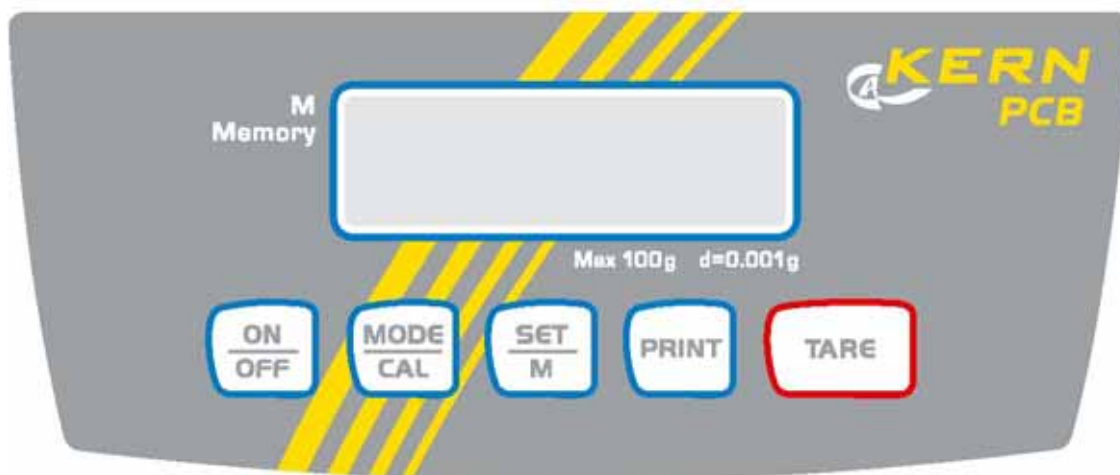 KERN
PCB
M
Memory
Max 100g d=0.001g
ON
OFF
MODE
CAL
SET
M
PRINT
TARE